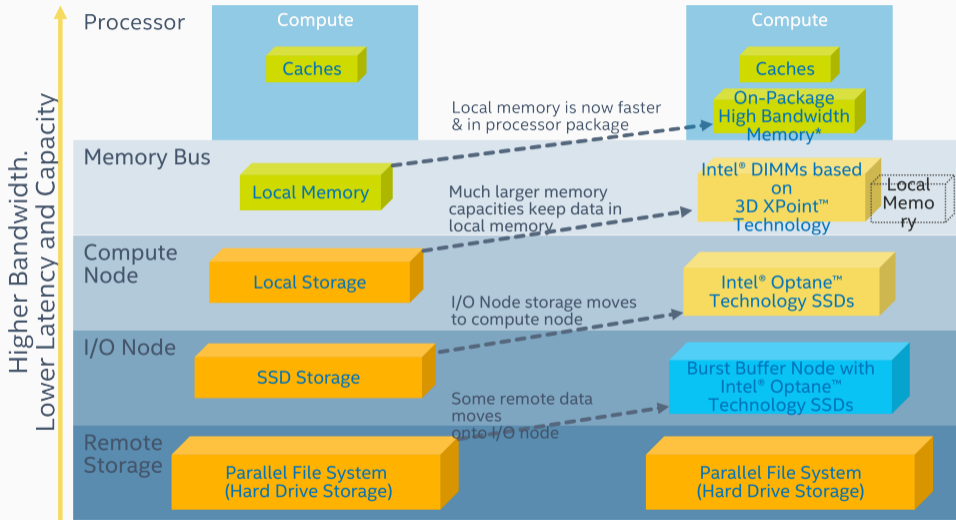 Higher Bandwidth.
Lower Latency and Capacity
Processor
Compute
Caches
Compute
Caches
On-Package
High Bandwidth
Memory*
Local memory is now faster
& in processor package
Memory Bus
Local Memory
Much larger memory
capacities keep data in
local memory
Intel® DIMMs based
on
3D XPoint™
Technology
Local
Memo
ry
Compute
Node
Local Storage
I/O Node storage moves
to compute node
Intel® Optane™
Technology SSDs
I/O Node
SSD Storage
Some remote data
moves
onto I/O node
Burst Buffer Node with
Intel® Optane™
Technology SSDs
Remote
Storage
Parallel File System
(Hard Drive Storage)
Parallel File System
(Hard Drive Storage)